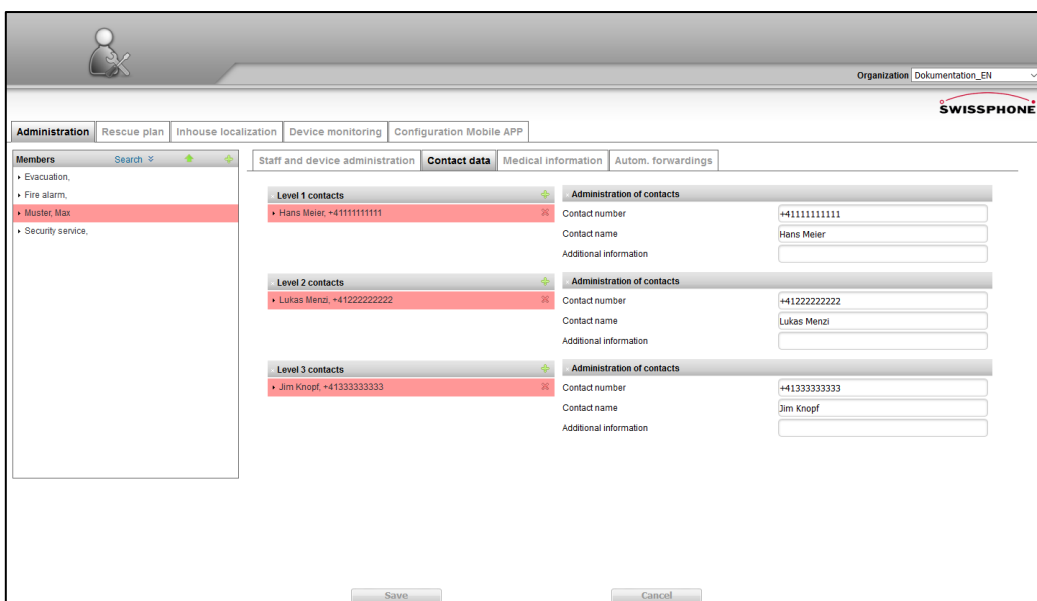 Organization Dokumentation_EN
SWISSPHONE
Administration Rescue plan Inhouse localization Device monitoring Configuration Mobile APP
Members Search
Evacuation,
Fire alarm,
Muster, Max
Security service,
Staff and device administration Contact data Medical information Autom. forwardings
Level 1 contacts Administration of contacts
Hans Meier, +41111111111 Contact number +41111111111
Contact name Hans Meier
Additional information
Level 2 contacts Administration of contacts
Lukas Menzi, +41222222222 Contact number +41222222222
Contact name Lukas Menzi
Additional information
Level 3 contacts Administration of contacts
Jim Knopf, +41333333333 Contact number +41333333333
Contact name Jim Knopf
Additional information
Save Cancel